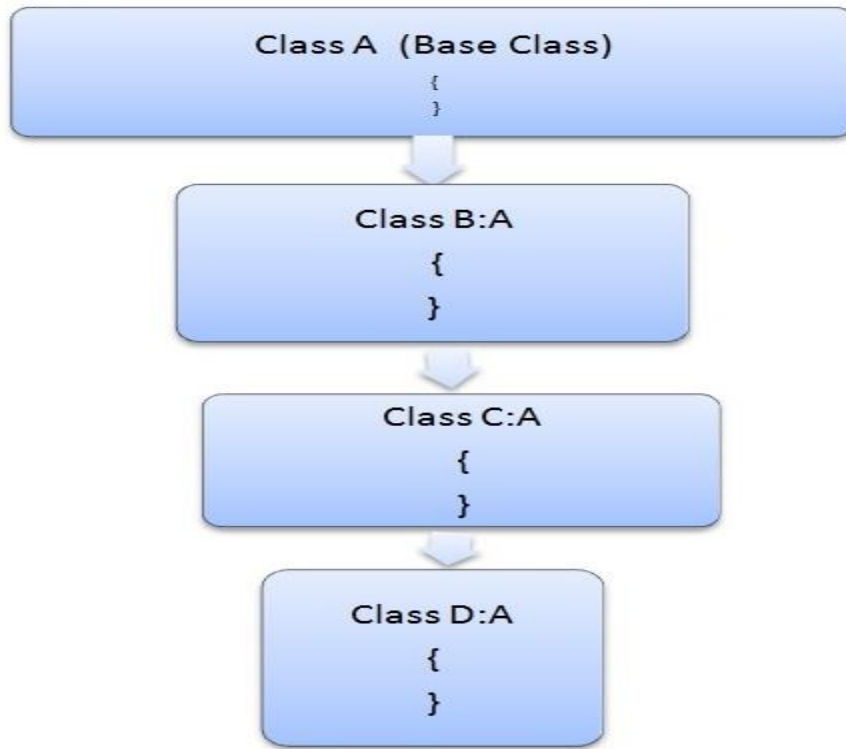 Class A  (Base Class)
{
}
Class B:A
{
}
Class C:A
{
}
Class D:A
{
}